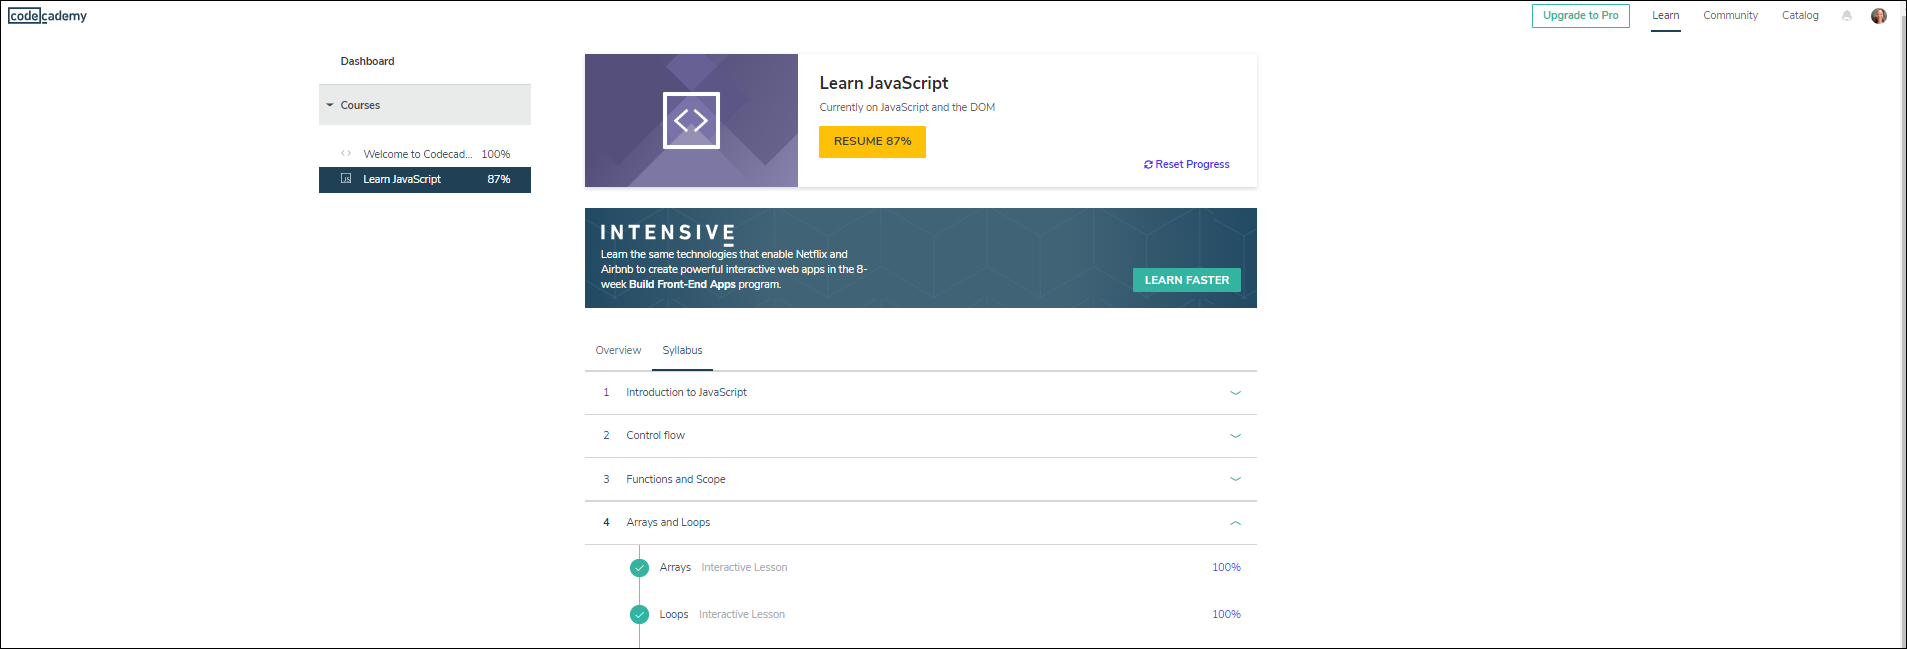 codecademy
Upgrade to Pro
Learn
Community
Catalog
Dashboard
Courses
Welcome to Codecad... 100%
JS Learn JavaScript 87%
Learn JavaScript
Currently on JavaScript and the DOM
RESUME 87%
Reset Progress
INTENSIVE
Learn the same technologies that enable Netflix and
Airbnb to create powerful interactive web apps in the 8-
week Build Front-End Apps program.
LEARN FASTER
Overview
Syllabus
1 Introduction to JavaScript
2 Control flow
3 Functions and Scope
4 Arrays and Loops
Arrays Interactive Lesson 100%
Loops Interactive Lesson 100%